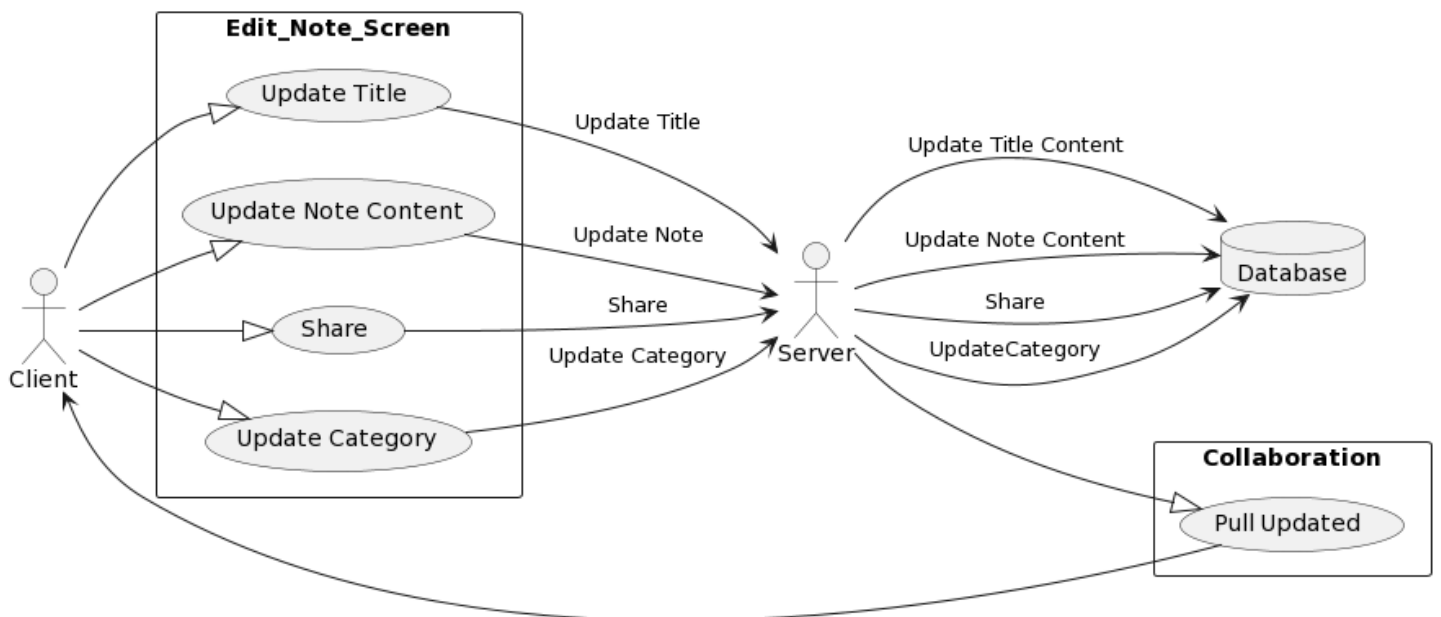 Edit_Note_Screen
Update Title
Update Title
Update Title Content
Update Note Content
Update Note
Update Note Content
Database
Share
Share
Share
Client
Server
Update Category
Update Category
UpdateCategory
Collaboration
Pull Updated